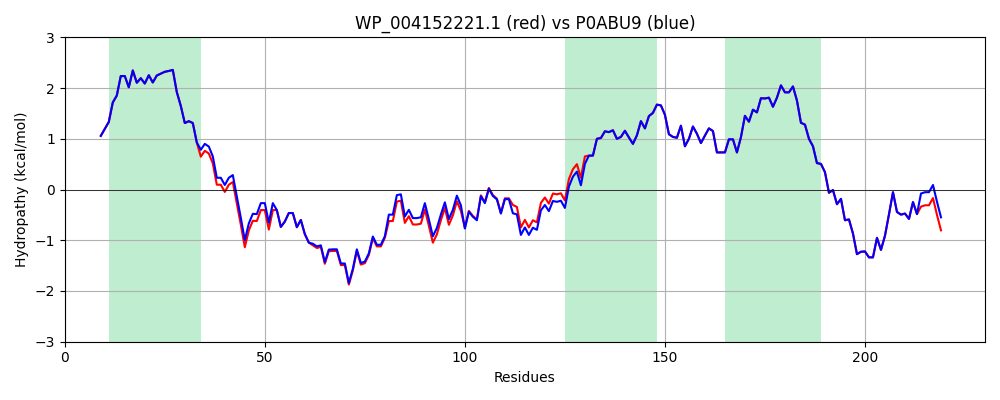 WP_004152221.1 (red) vs P0ABU9 (blue)
3
2
1
0
−1
−2
−3
Hydropathy (kcal/mol)
0 50 100 150 200
Residues